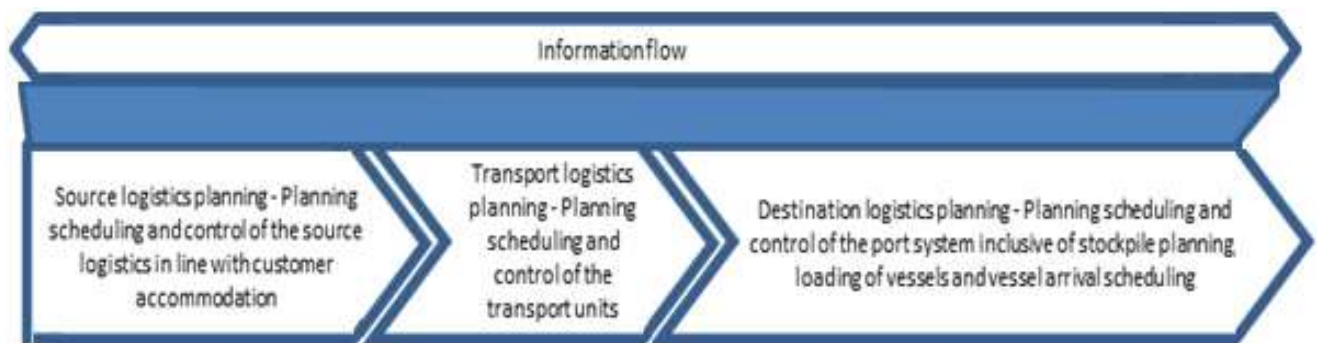 Information flow
Source logistics planning - Planning
scheduling and control of the source
logistics in line with customer
accommodation
Transport logistics
planning - Planning
scheduling and
control of the
transport units
Destination logistics planning - Planning scheduling and
control of the port system inclusive of stockpile planning,
loading of vessels and vessel arrival scheduling